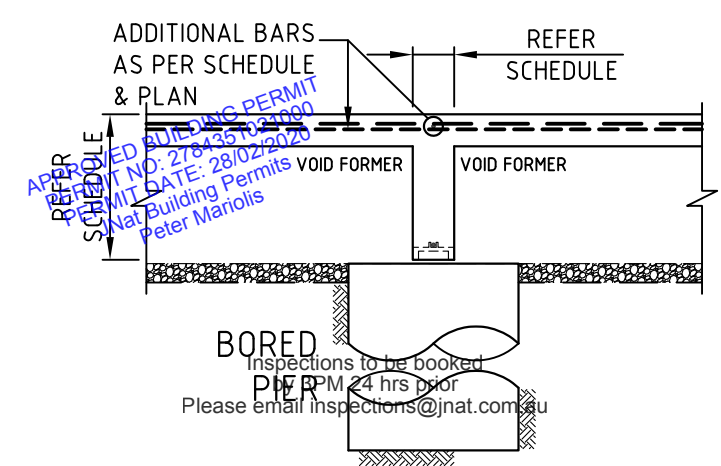 ADDITIONAL BARS
AS PER SCHEDULE
& PLAN
REFER
SCHEDULE
APPROVED BUILDING PERMIT
PERMIT NO: 2784351021000
PERMIT DATE: 28/02/2020
JNat Building Permits
Peter Mariolis
REFER
SCHEDULE
VOID FORMER
VOID FORMER
BORED
PIER
Inspections to be booked
by 3PM 24 hrs prior
Please email inspections@jnat.com.au